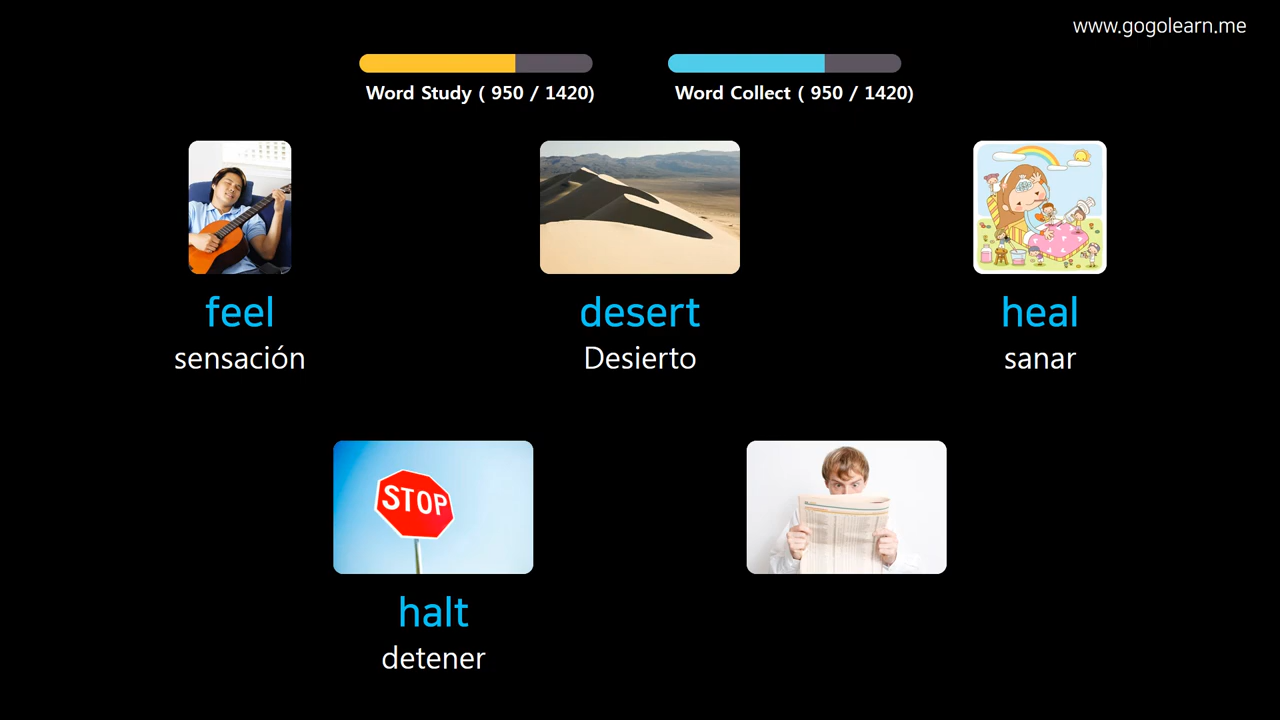 www.gogolearn.me
Word Study ( 950 / 1420)
Word Collect ( 950 / 1420)
feel
sensación
desert
Desierto
heal
sanar
STOP
halt
detener